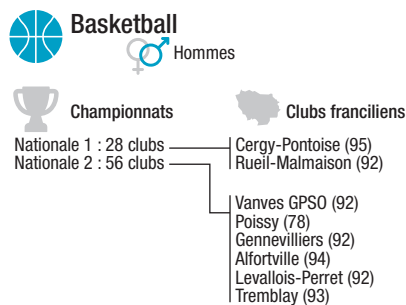 Basketball
Hommes
Championnats
Clubs franciliens
Nationale 1 : 28 clubs
Cergy-Pontoise (95)
Nationale 2 : 56 clubs
Rueil-Malmaison (92)
Vanves GPSO (92)
Poissy (78)
Gennevilliers (92)
Alfortville (94)
Levallois-Perret (92)
Tremblay (93)